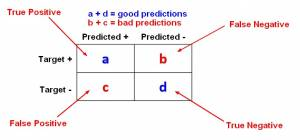 True Positive
a + d = good predictions
b + c = bad predictions
False Negative
Predicted + Predicted -
Target + a b
Target - c d
False Positive
True Negative